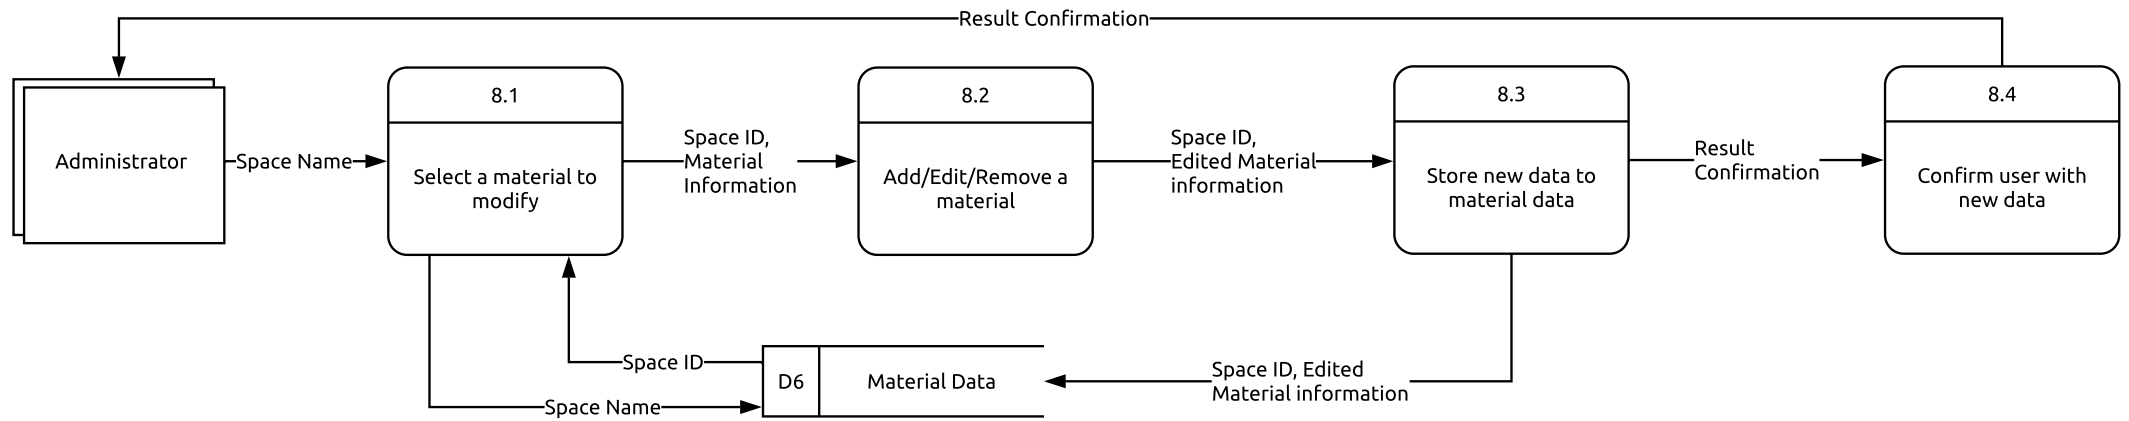 Result Confirmation
Administrator
Space Name
8.1
Select a material to
modify
Space ID,
Material
Information
8.2
Add/Edit/Remove a
material
Space ID,
Edited Material
information
8.3
Store new data to
material data
Result
Confirmation
8.4
Confirm user with
new data
Space ID
Space Name
D6
Material Data
Space ID, Edited
Material information